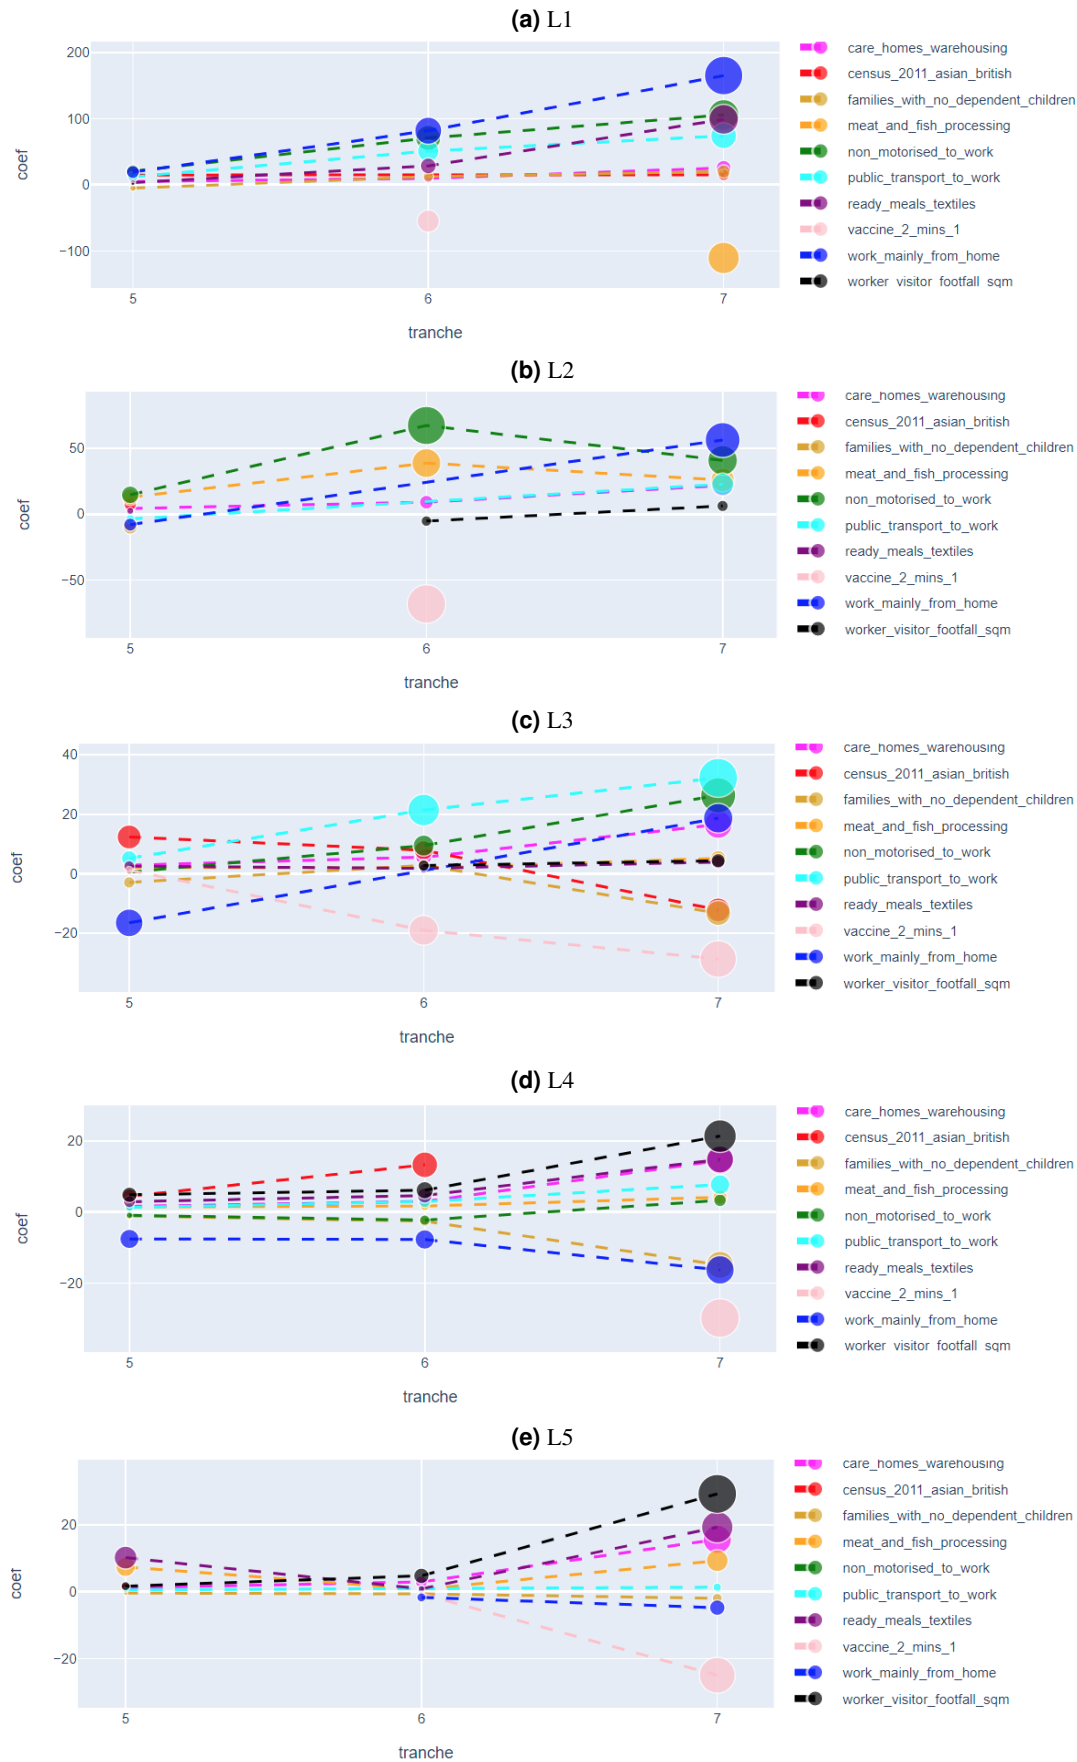 (a) L1
200
100
0
−100
coef
5
6
7
tranche
care_homes_warehousing
census_2011_asian_british
families_with_no_dependent_children
meat_and_fish_processing
non_motorised_to_work
public_transport_to_work
ready_meals_textiles
vaccine_2_mins_1
work_mainly_from_home
worker_visitor_footfall_sqm
(b) L2
50
0
−50
coef
5
6
7
tranche
care_homes_warehousing
census_2011_asian_british
families_with_no_dependent_children
meat_and_fish_processing
non_motorised_to_work
public_transport_to_work
ready_meals_textiles
vaccine_2_mins_1
work_mainly_from_home
worker_visitor_footfall_sqm
(c) L3
40
20
0
−20
coef
5
6
7
tranche
care_homes_warehousing
census_2011_asian_british
families_with_no_dependent_children
meat_and_fish_processing
non_motorised_to_work
public_transport_to_work
ready_meals_textiles
vaccine_2_mins_1
work_mainly_from_home
worker_visitor_footfall_sqm
(d) L4
20
0
−20
coef
5
6
7
tranche
care_homes_warehousing
census_2011_asian_british
families_with_no_dependent_children
meat_and_fish_processing
non_motorised_to_work
public_transport_to_work
ready_meals_textiles
vaccine_2_mins_1
work_mainly_from_home
worker_visitor_footfall_sqm
(e) L5
20
0
−20
coef
5
6
7
tranche
care_homes_warehousing
census_2011_asian_british
families_with_no_dependent_children
meat_and_fish_processing
non_motorised_to_work
public_transport_to_work
ready_meals_textiles
vaccine_2_mins_1
work_mainly_from_home
worker_visitor_footfall_sqm